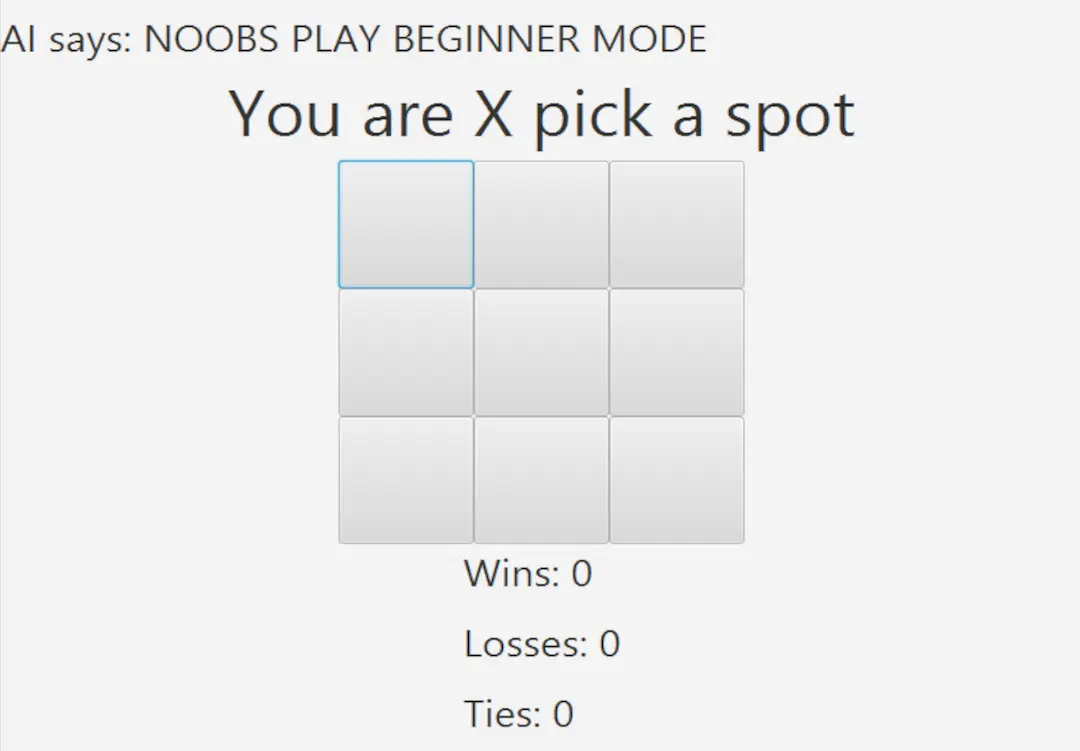 AI says: NOOBS PLAY BEGINNER MODE
You are X pick a spot
Wins: 0
Losses: 0
Ties: 0